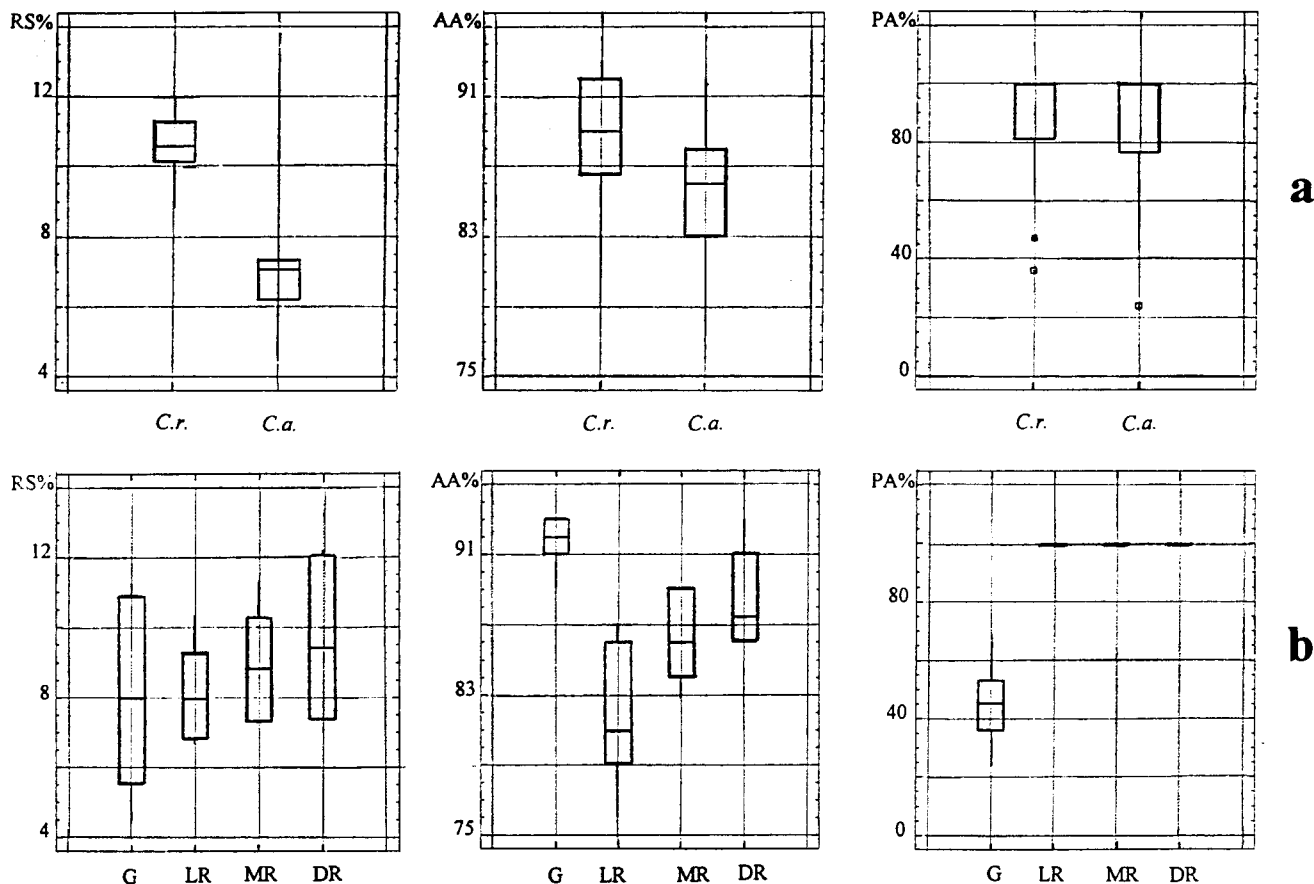 RS% AA% PA%
12 91 80
8 83 40
4 75 0
a
C.r. C.a. C.r. C.a. C.r. C.a.
RS% AA% PA%
12 91 80
8 83 40
4 75 0
b
G LR MR DR G LR MR DR G LR MR DR